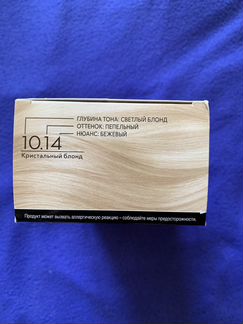 ГЛУБИНА ТОНА: СВЕТЛЫЙ БЛОНД
ОТТЕНОК: ПЕПЕЛЬНЫЙ
НЮАНС: БЕЖЕВЫЙ
10.14
Кристальный блонд
Продукт может вызвать аллергическую реакцию – соблюдайте меры предосторожности.